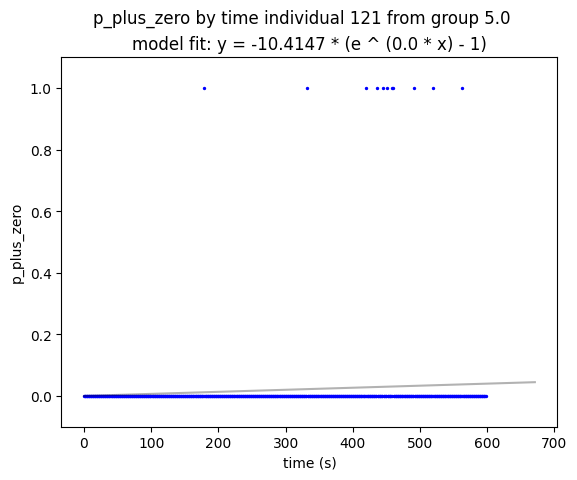 p_plus_zero by time individual 121 from group 5.0
model fit: y = -10.4147 * (e ^ (0.0 * x) - 1)
1.0
0.8
0.6
0.4
0.2
0.0
p_plus_zero
0 100 200 300 400 500 600 700
time (s)